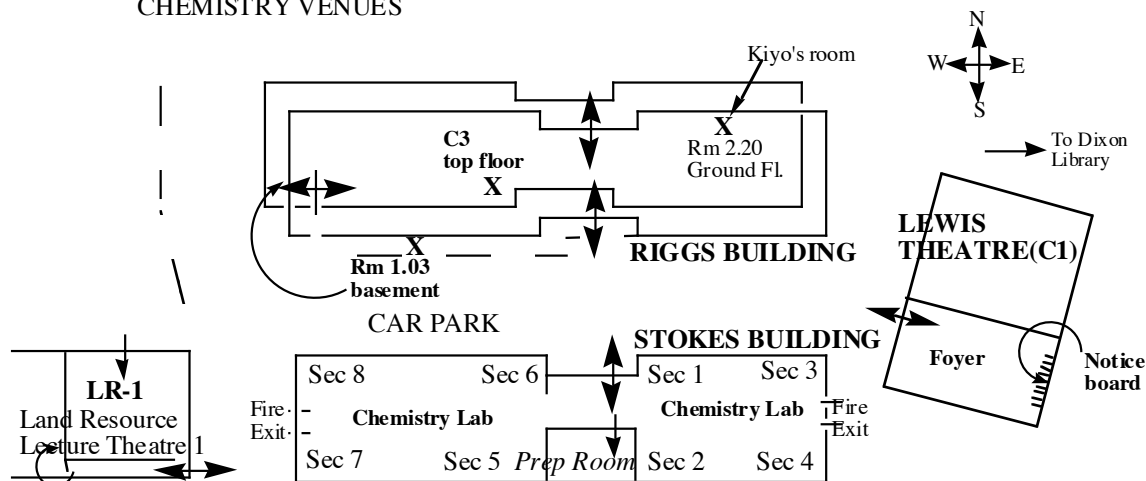 CHEMISTRY VENUES
N
W
E
S
Kiyo's room
X
Rm 2.20
Ground Fl.
C3
top floor
X
To Dixon
Library
LEWIS
THEATRE(C1)
RIGGS BUILDING
X
Rm 1.03
basement
CAR PARK
STOKES BUILDING
Foyer
Notice
board
LR-1
Land Resource
Lecture Theatre 1
Sec 8
Sec 6
Sec 1
Sec 3
Fire
Exit
Chemistry Lab
Chemistry Lab
Fire
Exit
Sec 7
Sec 5
Prep Room
Sec 2
Sec 4